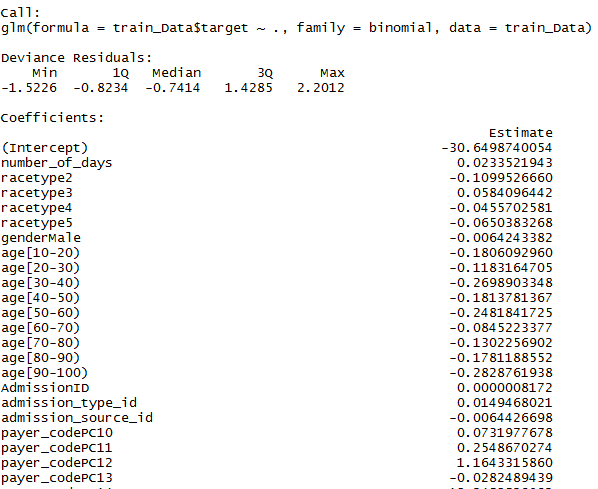 Call:
glm(formula = train_Data$target ~ ., family = binomial, data = train_Data)
Deviance Residuals:
Min 1Q Median 3Q Max
-1.5226 -0.8234 -0.7414 1.4285 2.2012
Coefficients:
Estimate
(Intercept) -30.6498740054
number_of_days 0.0233521943
racetype2 -0.1099526660
racetype3 0.0584096442
racetype4 -0.0455702581
racetype5 -0.0650383268
genderMale -0.0064243382
age[10-20) -0.1806092960
age[20-30) -0.1183164705
age[30-40) -0.2698903348
age[40-50) -0.1813781367
age[50-60) -0.2481841725
age[60-70) -0.0845223377
age[70-80) -0.1302256902
age[80-90) -0.1781188552
age[90-100) -0.2828761938
AdmissionID 0.0000008172
admission_type_id 0.0149468021
admission_source_id -0.0064426698
payer_codePC10 0.0731977678
payer_codePC11 0.2548670274
payer_codePC12 1.1643315860
payer_codePC13 -0.0282489439